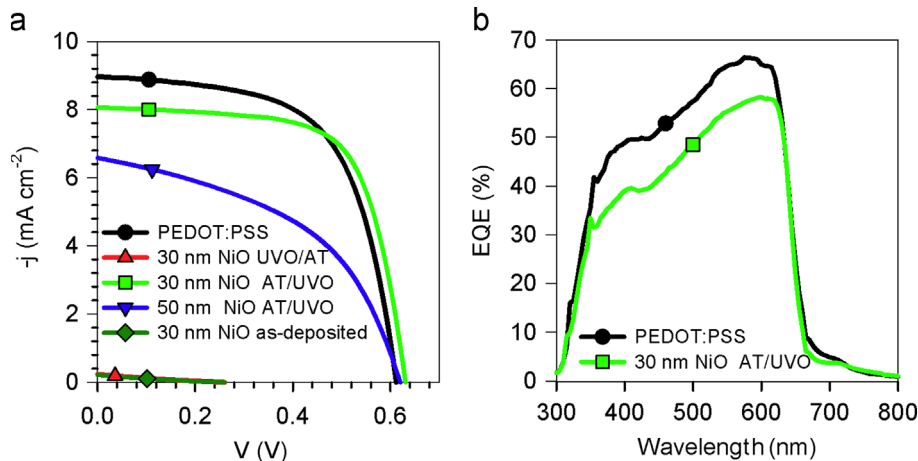 a
10
8
6
4
2
0
-j (mA cm-2)
PEDOT:PSS
30 nm NiO UVO/AT
30 nm NiO AT/UVO
50 nm NiO AT/UVO
30 nm NiO as-deposited
0.0 0.2 0.4 0.6
V (V)
b
70
60
50
40
30
20
10
0
EQE (%)
PEDOT:PSS
30 nm NiO AT/UVO
300 400 500 600 700 800
Wavelength (nm)